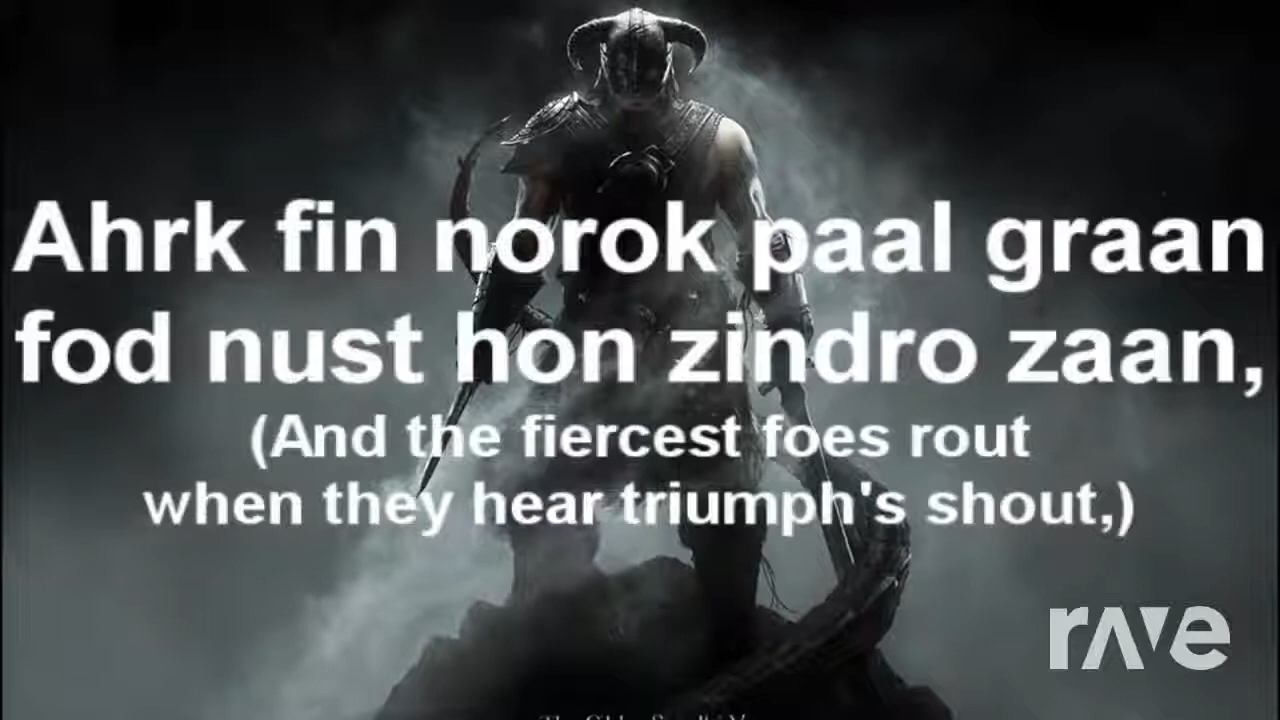 Ahrk fin norok paal graan
fod nust hon zindro zaan,
(And the fiercest foes rout
when they hear triumph's shout,)
rave